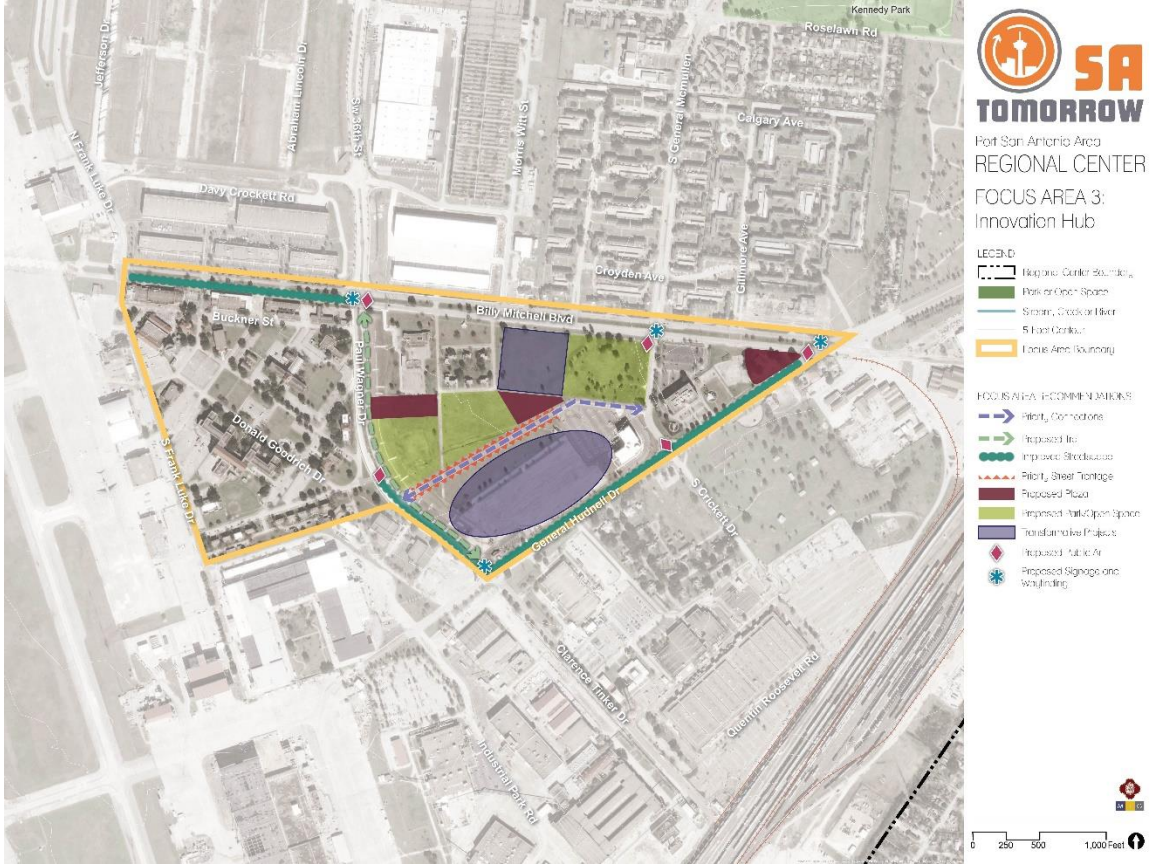 Kennedy Park
Roselawn Rd
Jefferson Dr
Abraham Lincoln Dr
S General Mcmullen
SW 36th St
Morris Witt St
Calgary Ave
N Frank Luke Dr
Davy Crockett Rd
Gillmore Ave
Croyden Ave
Buckner St
Billy Mitchell Blvd
Paul Wagner Dr
Donald Goodrich Dr
S Frank Luke Dr
S Crickett Dr
General Hudnell Dr
Clarence Tinker Dr
Quentin Roosevelt Rd
Industrial Park Rd
SA
TOMORROW
Port San Antonio Area
REGIONAL CENTER
FOCUS AREA 3:
Innovation Hub
LEGEND
Regional Center Boundary
Park or Open Space
Stream, Creek or River
5 Foot Contour
Focus Area Boundary
FOCUS AREA RECOMMENDATIONS
Priority Connections
Proposed Trail
Improved Streetscape
Priority Street Frontage
Proposed Plaza
Proposed Park/Open Space
Transformative Projects
Proposed Public Art
Proposed Signage and
Wayfinding
0 250 500 1,000 Feet